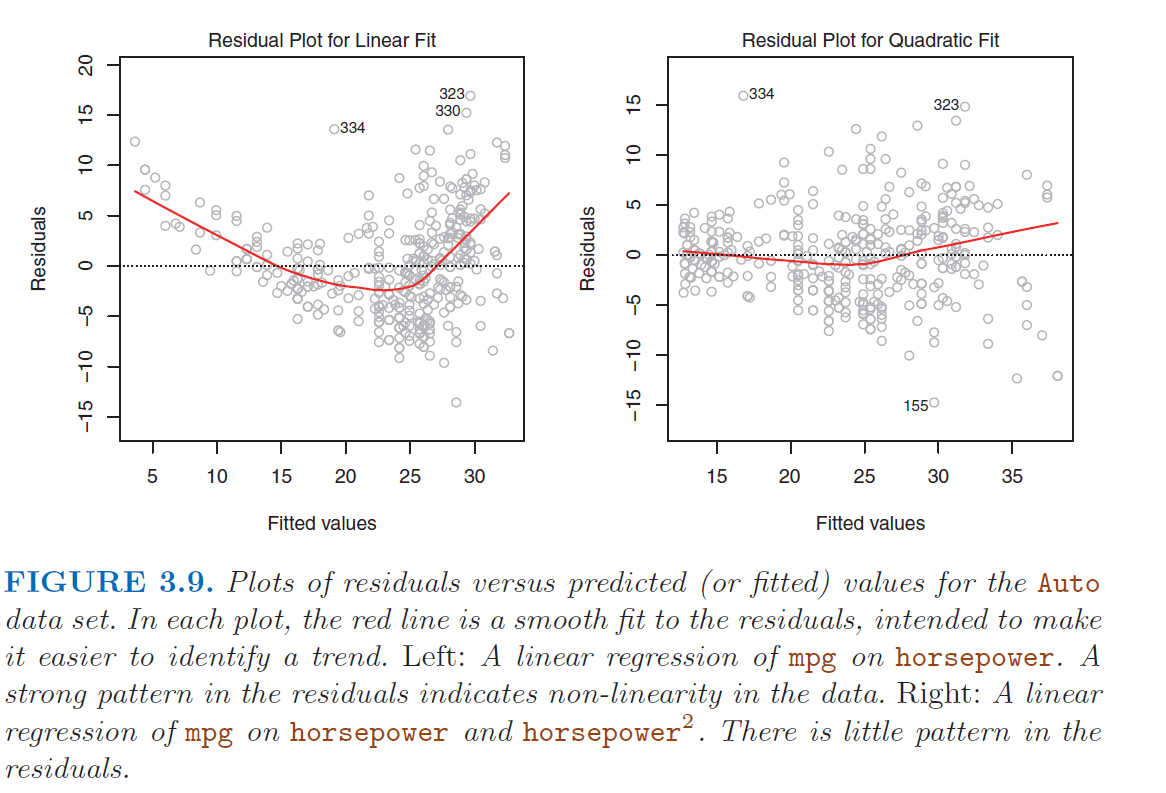 Residual Plot for Linear Fit
Residual Plot for Quadratic Fit
20
15
10
5
0
−5
−10
−15
Residuals
323
330
334
5
10
15
20
25
30
Fitted values
15
10
5
0
−5
−10
−15
Residuals
334
323
155
15
20
25
30
35
Fitted values
FIGURE 3.9. Plots of residuals versus predicted (or fitted) values for the Auto
data set. In each plot, the red line is a smooth fit to the residuals, intended to make
it easier to identify a trend. Left: A linear regression of mpg on horsepower. A
strong pattern in the residuals indicates non-linearity in the data. Right: A linear
regression of mpg on horsepower and horsepower². There is little pattern in the
residuals.